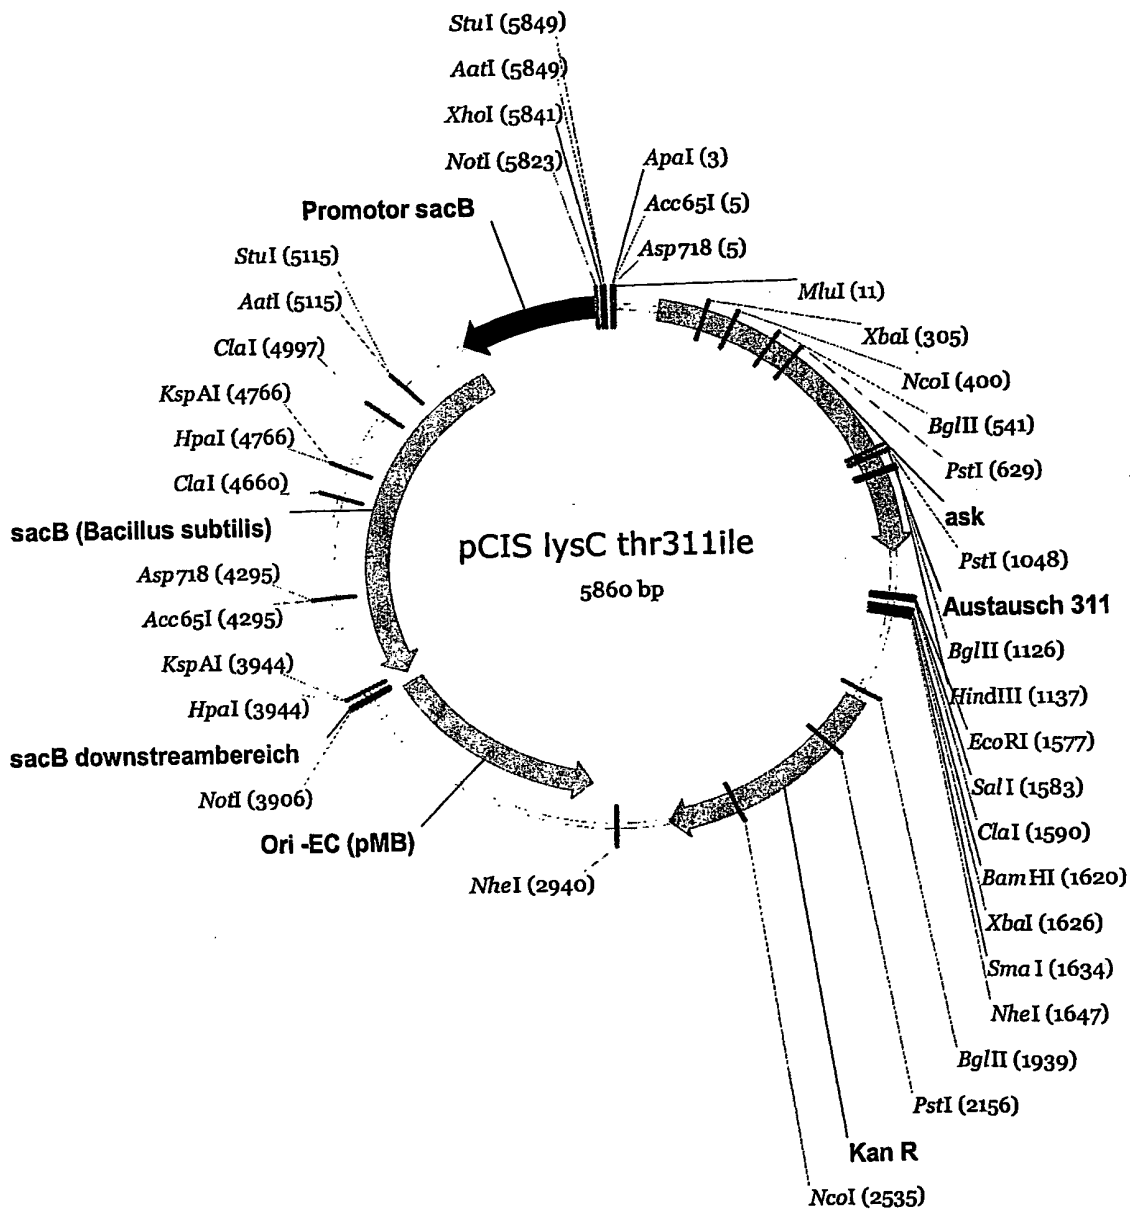 StuI (5849)
AatI (5849)
XhoI (5841)
NotI (5823)
ApaI (3)
Acc65I (5)
Asp718 (5)
MluI (11)
XbaI (305)
NcoI (400)
BglII (541)
PstI (629)
ask
PstI (1048)
Austausch 311
BglII (1126)
HindIII (1137)
EcoRI (1577)
SalI (1583)
ClaI (1590)
BamHI (1620)
XbaI (1626)
SmaI (1634)
NheI (1647)
BglII (1939)
PstI (2156)
Kan R
NcoI (2535)
NheI (2940)
Ori -EC (pMB)
NotI (3906)
sacB downstreambereich
HpaI (3944)
KspAI (3944)
Acc65I (4295)
Asp718 (4295)
sacB (Bacillus subtilis)
ClaI (4660)
HpaI (4766)
KspAI (4766)
ClaI (4997)
AatI (5115)
StuI (5115)
Promotor sacB
pCIS lysC thr311ile
5860 bp